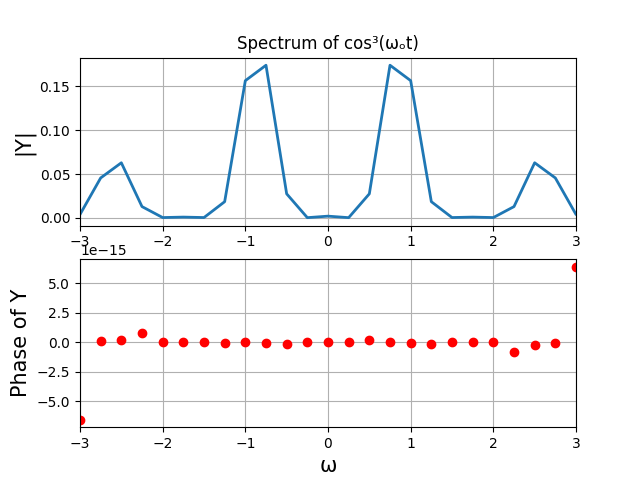 Spectrum of cos³(ωₒt)
|Y|
0.15
0.10
0.05
0.00
−3 −2 −1 0 1 2 3
1e−15
Phase of Y
5.0
2.5
0.0
−2.5
−5.0
−3 −2 −1 0 1 2 3
ω